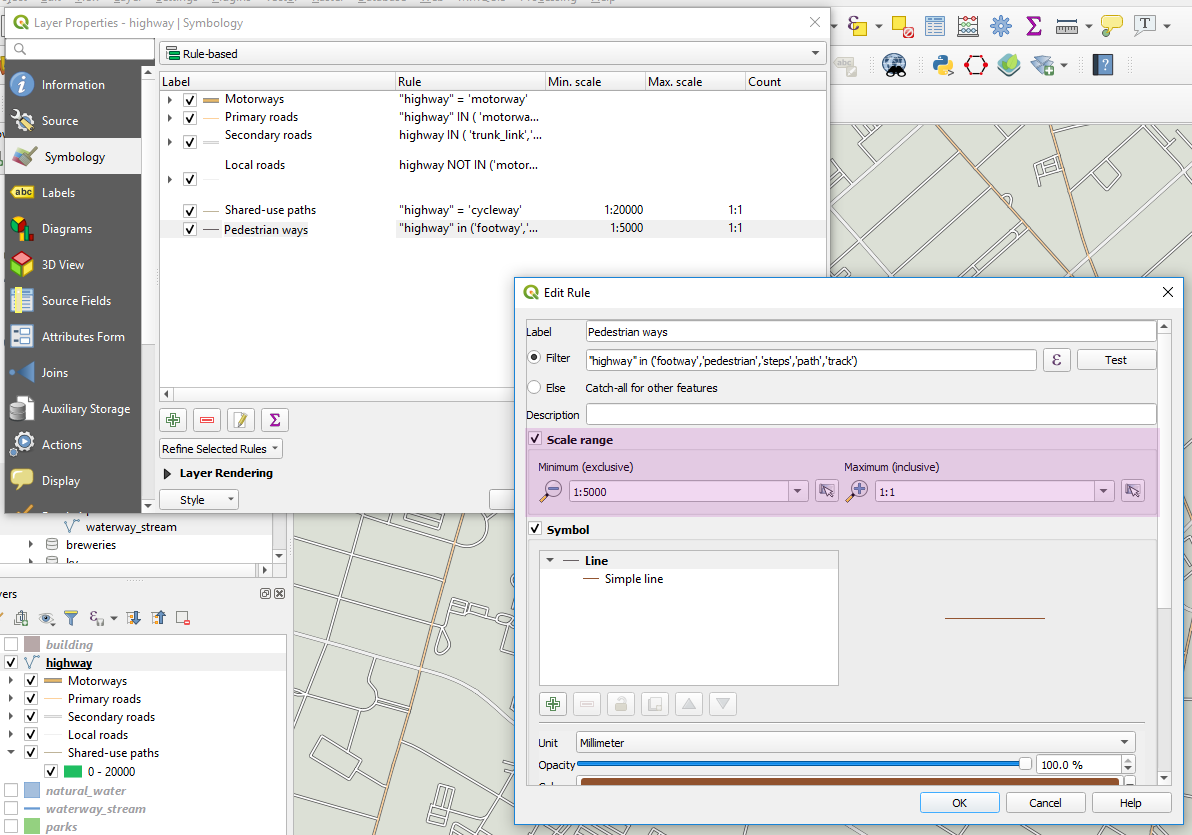 Layer Properties - highway | Symbology
Rule-based
Information
Source
Symbology
Labels
Diagrams
3D View
Source Fields
Attributes Form
Joins
Auxiliary Storage
Actions
Display
abc
Label Rule Min. scale Max. scale Count
Motorways "highway" = 'motorway'
Primary roads "highway" IN ( 'motorwa...
Secondary roads highway IN ( 'trunk_link','...
Local roads highway NOT IN ('motor...
Shared-use paths "highway" = 'cycleway' 1:20000 1:1
Pedestrian ways "highway" in ('footway','... 1:5000 1:1
Refine Selected Rules
Layer Rendering
Style
Edit Rule
Label Pedestrian ways
Filter "highway" in ('footway','pedestrian','steps','path','track') ε Test
Else Catch-all for other features
Description
Scale range
Minimum (exclusive) Maximum (inclusive)
1:5000 1:1
Symbol
Line
Simple line
Unit Millimeter
Opacity 100.0 %
OK Cancel Help
waterway_stream
breweries
building
highway
Motorways
Primary roads
Secondary roads
Local roads
Shared-use paths
0 - 20000
natural_water
waterway_stream
parks